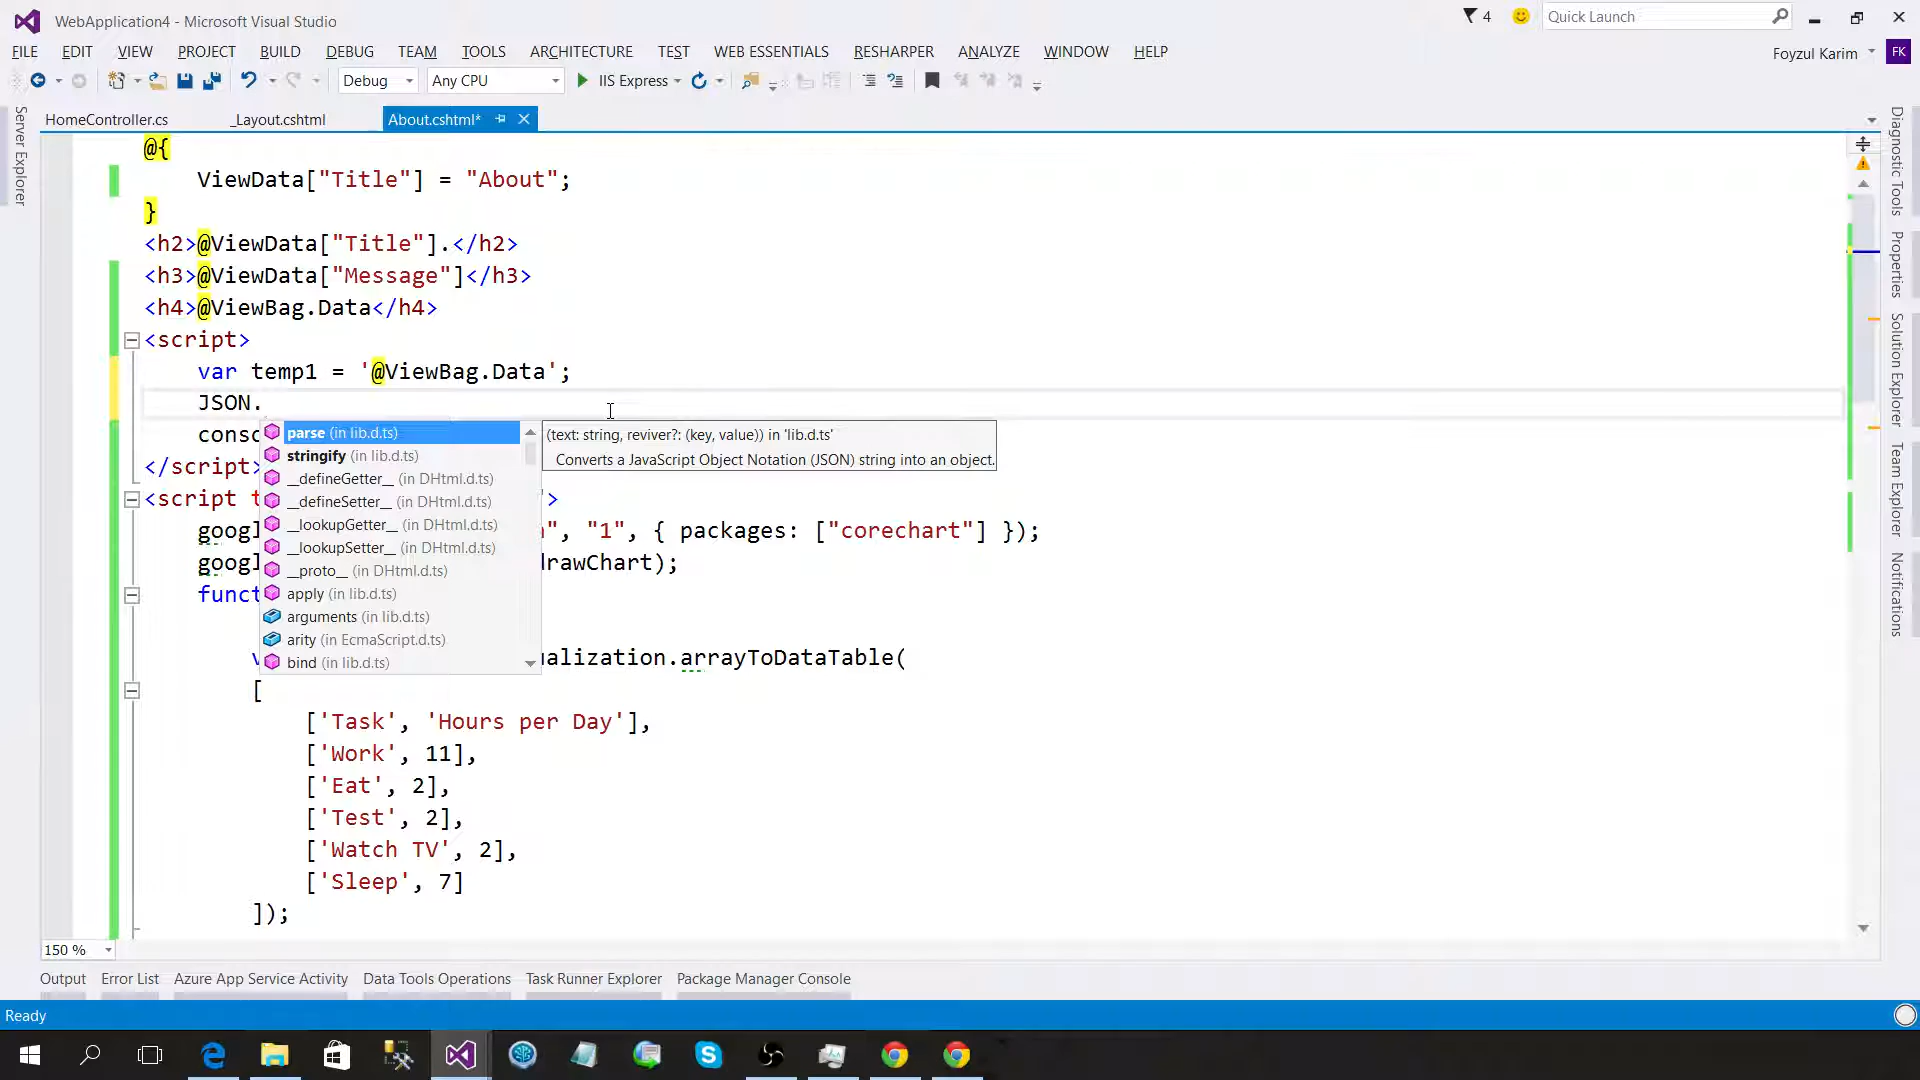 WebApplication4 - Microsoft Visual Studio
4
Quick Launch
FILE EDIT VIEW PROJECT BUILD DEBUG TEAM TOOLS ARCHITECTURE TEST WEB ESSENTIALS RESHARPER ANALYZE WINDOW HELP
Foyzul Karim
FK
Debug
Any CPU
IIS Express
HomeController.cs
_Layout.cshtml
About.cshtml*
Server Explorer
@{
ViewData["Title"] = "About";
}
<h2>@ViewData["Title"].</h2>
<h3>@ViewData["Message"]</h3>
<h4>@ViewBag.Data</h4>
<script>
var temp1 = '@ViewBag.Data';
JSON.
conso
</script>
<script t
'>
googl
", "1", { packages: ["corechart"] });
googl
rawChart);
funct
alization.arrayToDataTable(
[
['Task', 'Hours per Day'],
['Work', 11],
['Eat', 2],
['Test', 2],
['Watch TV', 2],
['Sleep', 7]
]);
parse (in lib.d.ts)
stringify (in lib.d.ts)
__defineGetter__ (in DHtml.d.ts)
__defineSetter__ (in DHtml.d.ts)
__lookupGetter__ (in DHtml.d.ts)
__lookupSetter__ (in DHtml.d.ts)
__proto__ (in DHtml.d.ts)
apply (in lib.d.ts)
arguments (in lib.d.ts)
arity (in EcmaScript.d.ts)
bind (in lib.d.ts)
(text: string, reviver?: (key, value)) in 'lib.d.ts'
Converts a JavaScript Object Notation (JSON) string into an object.
Diagnostic Tools
Properties
Solution Explorer
Team Explorer
Notifications
150 %
Output Error List Azure App Service Activity Data Tools Operations Task Runner Explorer Package Manager Console
Ready